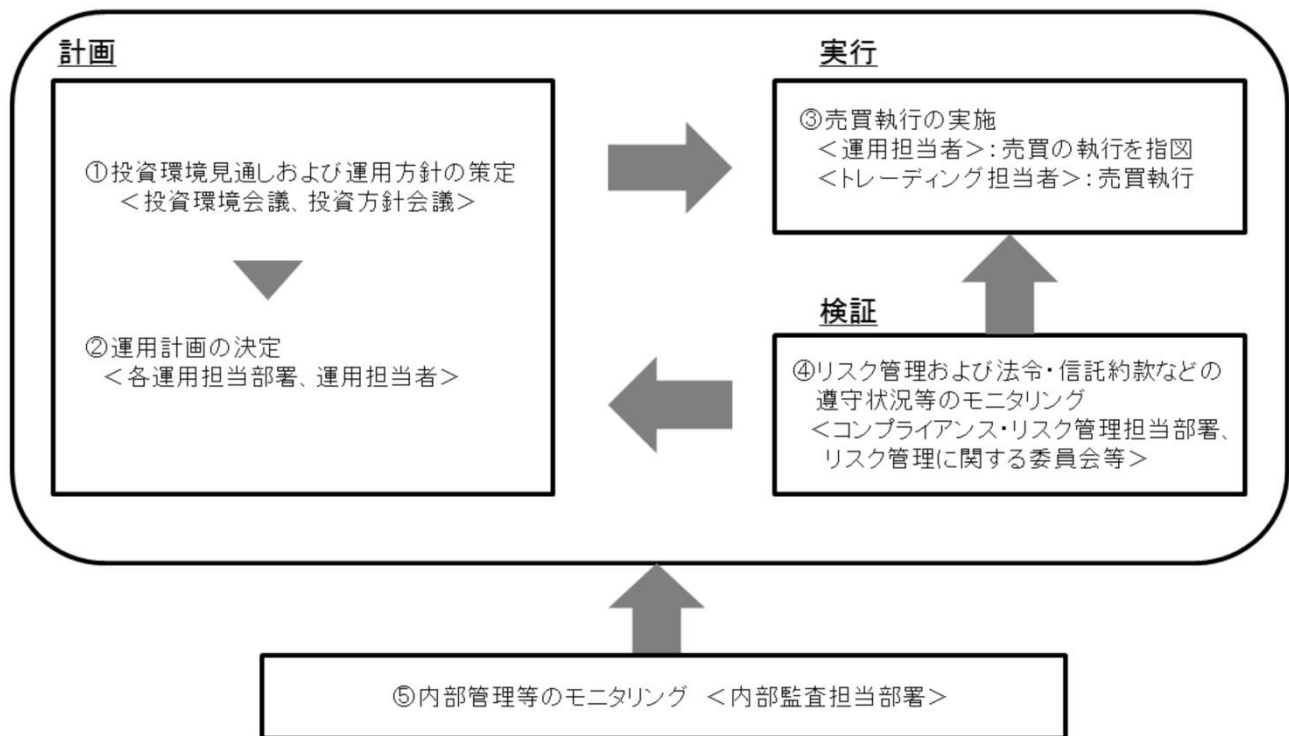 計画
①投資環境見通しおよび運用方針の策定
＜投資環境会議、投資方針会議＞
②運用計画の決定
＜各運用担当部署、運用担当者＞
実行
③売買執行の実施
＜運用担当者＞：売買の執行を指図
＜トレーディング担当者＞：売買執行
検証
④リスク管理および法令・信託約款などの
遵守状況等のモニタリング
＜コンプライアンス・リスク管理担当部署、
リスク管理に関する委員会等＞
⑤内部管理等のモニタリング ＜内部監査担当部署＞